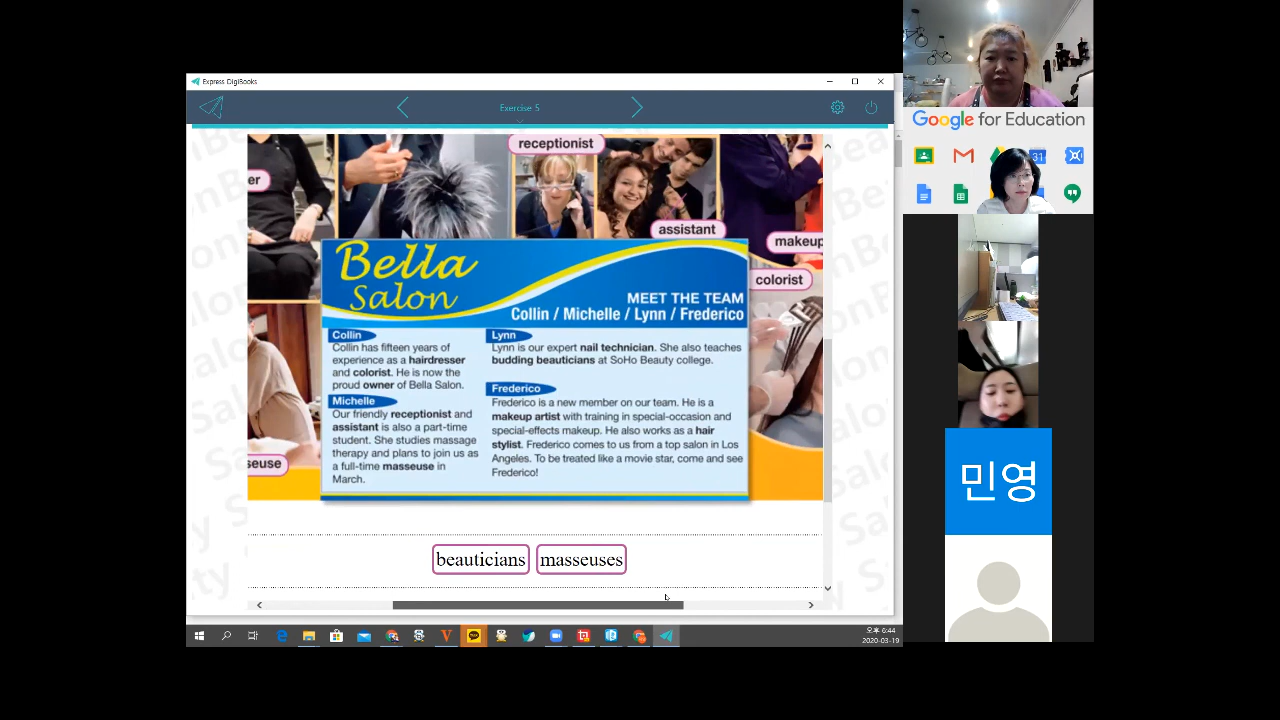 Express DigiBooks
Exercise 5
receptionist
er
assistant
makeup
colorist
Bella
Salon
MEET THE TEAM
Collin / Michelle / Lynn / Frederico
Collin
Collin has fifteen years of
experience as a hairdresser
and colorist. He is now the
proud owner of Bella Salon.
Michelle
Our friendly receptionist and
assistant is also a part-time
student. She studies massage
therapy and plans to join us as
a full-time masseuse in
March.
Lynn
Lynn is our expert nail technician. She also teaches
budding beauticians at SoHo Beauty college.
Frederico
Frederico is a new member on our team. He is a
makeup artist with training in special-occasion and
special-effects makeup. He also works as a hair
stylist. Frederico comes to us from a top salon in Los
Angeles. To be treated like a movie star, come and see
Frederico!
seuse
beauticians masseuses
오후 6:44
2020-03-19
Google for Education
31
민영